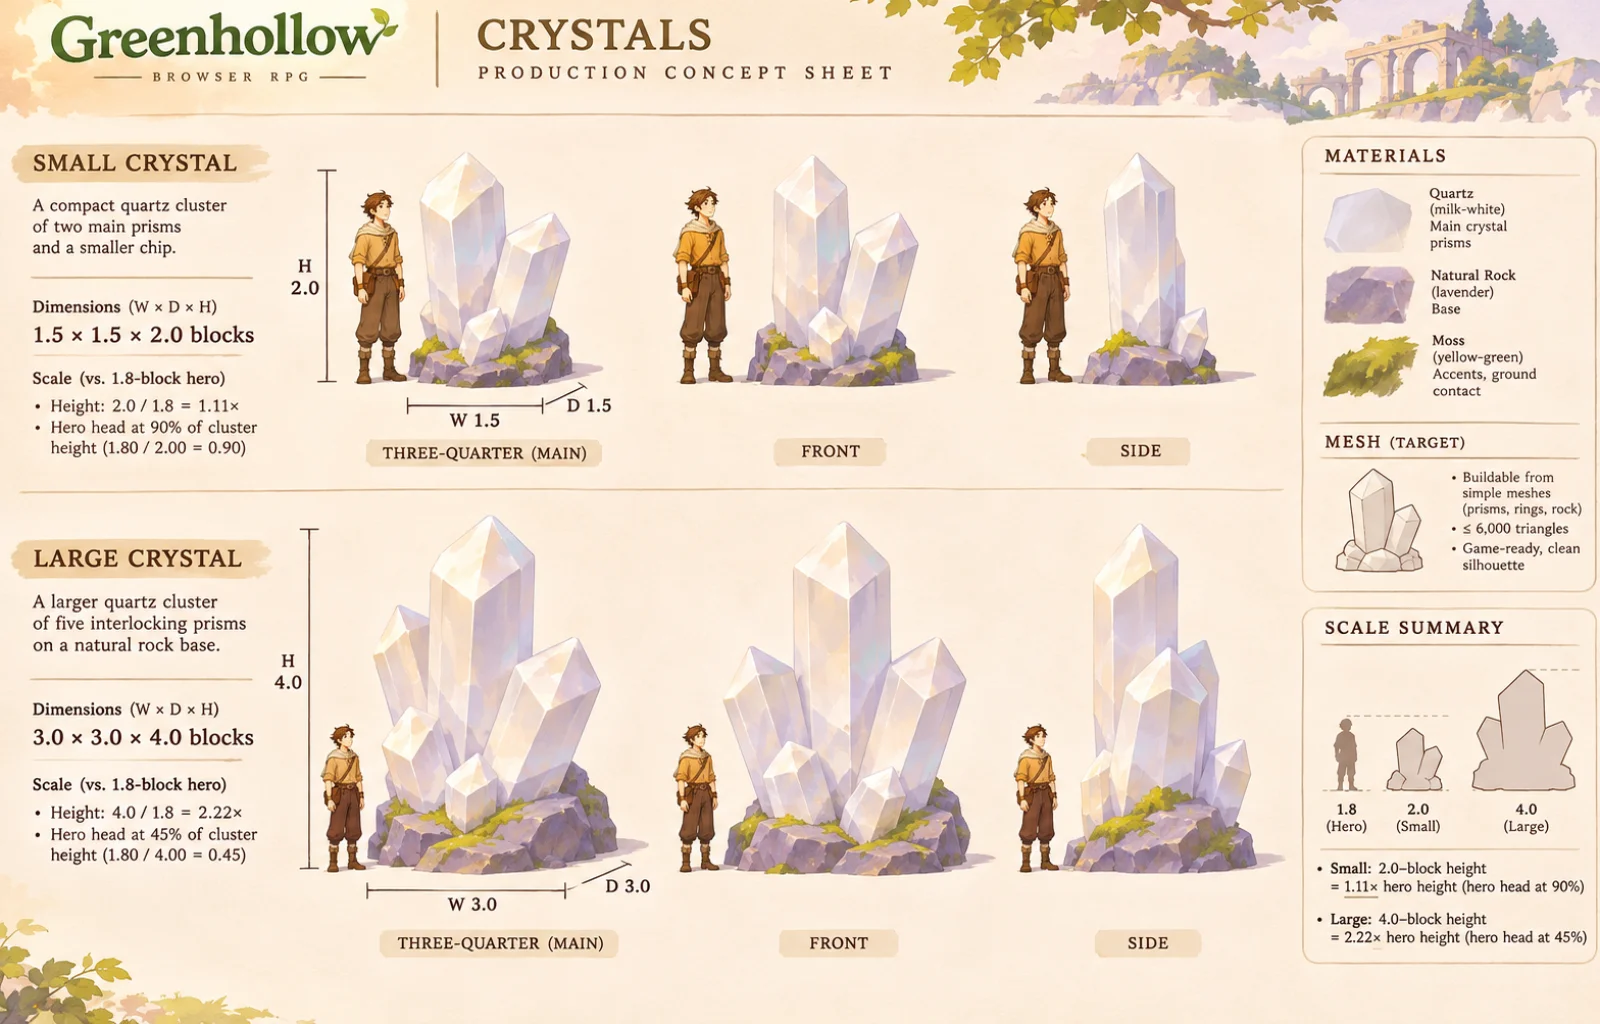 Greenhollow
BROWSER RPG
CRYSTALS
PRODUCTION CONCEPT SHEET
SMALL CRYSTAL
A compact quartz cluster
of two main prisms
and a smaller chip.
Dimensions (W × D × H)
1.5 × 1.5 × 2.0 blocks
Scale (vs. 1.8-block hero)
• Height: 2.0 / 1.8 = 1.11×
• Hero head at 90% of cluster
height (1.80 / 2.00 = 0.90)
H
2.0
W 1.5
D 1.5
THREE-QUARTER (MAIN)
FRONT
SIDE
LARGE CRYSTAL
A larger quartz cluster
of five interlocking prisms
on a natural rock base.
Dimensions (W × D × H)
3.0 × 3.0 × 4.0 blocks
Scale (vs. 1.8-block hero)
• Height: 4.0 / 1.8 = 2.22×
• Hero head at 45% of cluster
height (1.80 / 4.00 = 0.45)
H
4.0
W 3.0
D 3.0
THREE-QUARTER (MAIN)
FRONT
SIDE
MATERIALS
Quartz
(milk-white)
Main crystal
prisms
Natural Rock
(lavender)
Base
Moss
(yellow-green)
Accents, ground
contact
MESH (TARGET)
• Buildable from
simple meshes
(prisms, rings, rock)
• ≤ 6,000 triangles
• Game-ready, clean
silhouette
SCALE SUMMARY
1.8
(Hero)
2.0
(Small)
4.0
(Large)
• Small: 2.0–block height
= 1.11× hero height (hero head at 90%)
• Large: 4.0–block height
= 2.22× hero height (hero head at 45%)